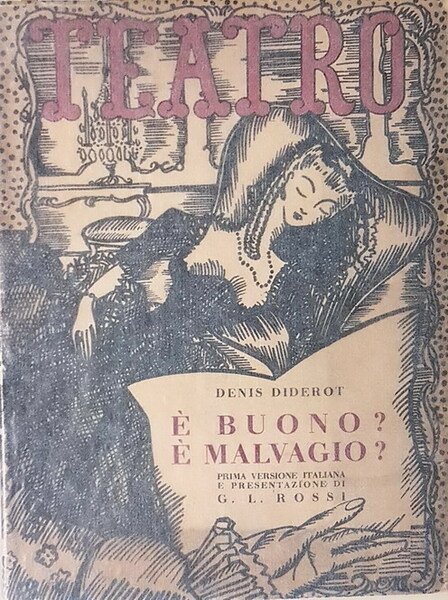 TEATRO
DENIS DIDEROT
È BUONO?
È MALVAGIO?
PRIMA VERSIONE ITALIANA
E PRESENTAZIONE DI
G. L. ROSSI